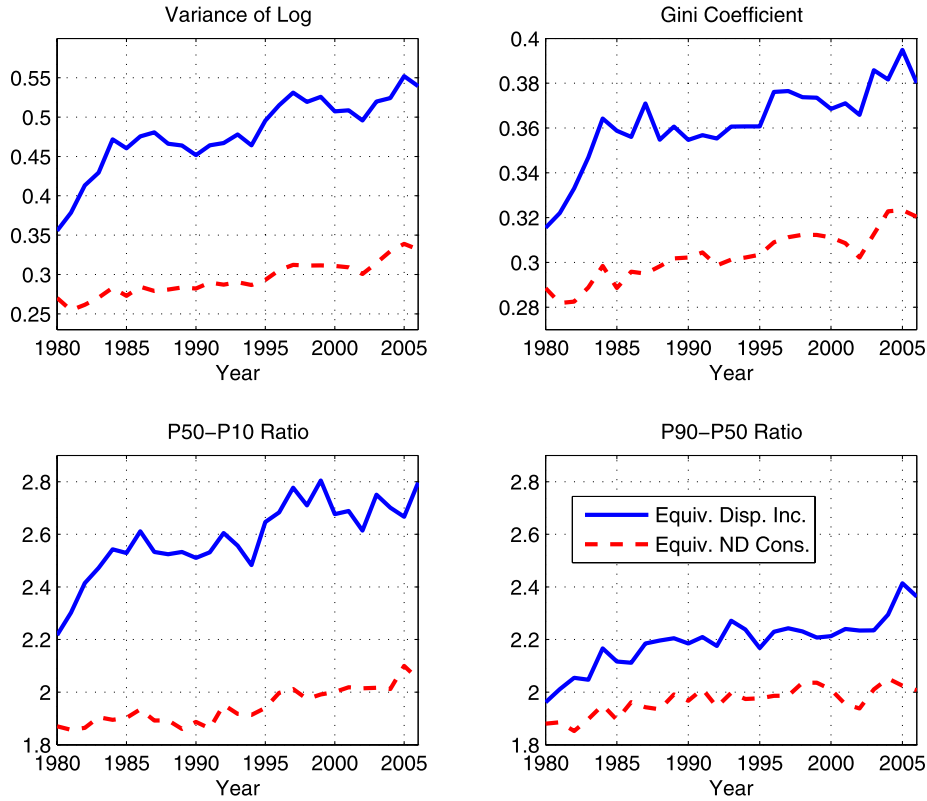 Variance of Log
0.55
0.5
0.45
0.4
0.35
0.3
0.25
1980 1985 1990 1995 2000 2005
Year
Gini Coefficient
0.4
0.38
0.36
0.34
0.32
0.3
0.28
1980 1985 1990 1995 2000 2005
Year
P50-P10 Ratio
2.8
2.6
2.4
2.2
2
1.8
1980 1985 1990 1995 2000 2005
Year
P90-P50 Ratio
2.8
2.6
2.4
2.2
2
1.8
Equiv. Disp. Inc.
Equiv. ND Cons.
1980 1985 1990 1995 2000 2005
Year